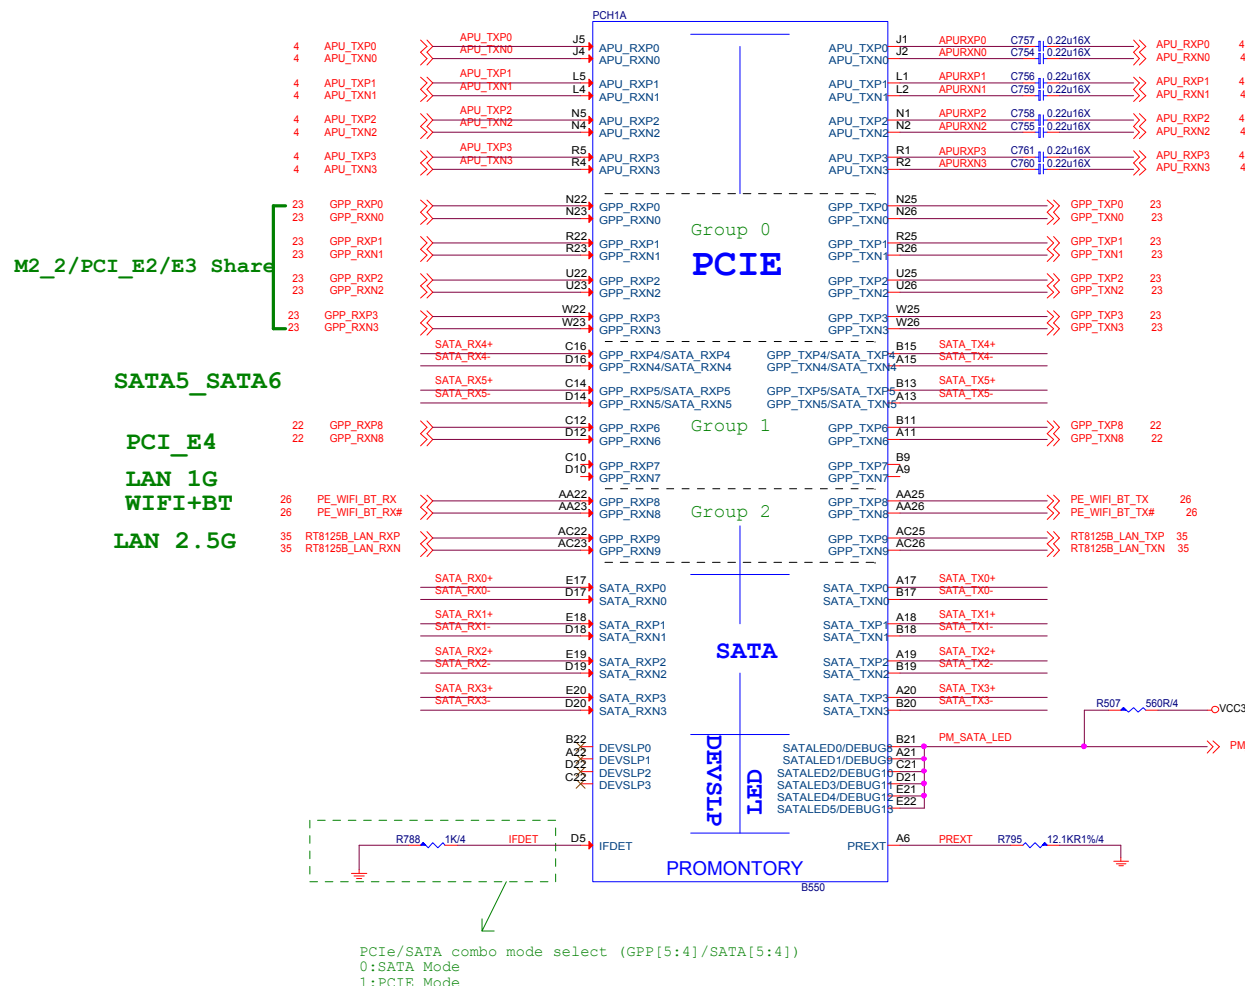 PCH1A
4 APU_TXP0 APU_TXP0 J5 APU_RXP0 APU_TXP0 J1 APURXP0 C757 0.22u16X APU_RXP0 4
4 APU_TXN0 APU_TXN0 J4 APU_RXN0 APU_TXN0 J2 APURXN0 C754 0.22u16X APU_RXN0 4
4 APU_TXP1 APU_TXP1 L5 APU_RXP1 APU_TXP1 L1 APURXP1 C756 0.22u16X APU_RXP1 4
4 APU_TXN1 APU_TXN1 L4 APU_RXN1 APU_TXN1 L2 APURXN1 C759 0.22u16X APU_RXN1 4
4 APU_TXP2 APU_TXP2 N5 APU_RXP2 APU_TXP2 N1 APURXP2 C758 0.22u16X APU_RXP2 4
4 APU_TXN2 APU_TXN2 N4 APU_RXN2 APU_TXN2 N2 APURXN2 C755 0.22u16X APU_RXN2 4
4 APU_TXP3 APU_TXP3 R5 APU_RXP3 APU_TXP3 R1 APURXP3 C761 0.22u16X APU_RXP3 4
4 APU_TXN3 APU_TXN3 R4 APU_RXN3 APU_TXN3 R2 APURXN3 C760 0.22u16X APU_RXN3 4
23 GPP_RXP0 N22 GPP_RXP0 GPP_TXP0 N25 GPP_TXP0 23
23 GPP_RXN0 N23 GPP_RXN0 GPP_TXN0 N26 GPP_TXN0 23
Group 0
23 GPP_RXP1 R22 GPP_RXP1 GPP_TXP1 R25 GPP_TXP1 23
23 GPP_RXN1 R23 GPP_RXN1 GPP_TXN1 R26 GPP_TXN1 23
M2_2/PCI_E2/E3 Share
PCIE
23 GPP_RXP2 U22 GPP_RXP2 GPP_TXP2 U25 GPP_TXP2 23
23 GPP_RXN2 U23 GPP_RXN2 GPP_TXN2 U26 GPP_TXN2 23
23 GPP_RXP3 W22 GPP_RXP3 GPP_TXP3 W25 GPP_TXP3 23
23 GPP_RXN3 W23 GPP_RXN3 GPP_TXN3 W26 GPP_TXN3 23
SATA_RX4+ C16 GPP_RXP4/SATA_RXP4 GPP_TXP4/SATA_TXP4 B15 SATA_TX4+
SATA_RX4- D16 GPP_RXN4/SATA_RXN4 GPP_TXN4/SATA_TXN4 A15 SATA_TX4-
SATA5_SATA6
SATA_RX5+ C14 GPP_RXP5/SATA_RXP5 GPP_TXP5/SATA_TXP5 B13 SATA_TX5+
SATA_RX5- D14 GPP_RXN5/SATA_RXN5 GPP_TXN5/SATA_TXN5 A13 SATA_TX5-
Group 1
22 GPP_RXP8 C12 GPP_RXP6 GPP_TXP6 B11 GPP_TXP8 22
22 GPP_RXN8 D12 GPP_RXN6 GPP_TXN6 A11 GPP_TXN8 22
PCI_E4
C10 GPP_RXP7 GPP_TXP7 B9
D10 GPP_RXN7 GPP_TXN7 A9
LAN 1G
WIFI+BT
26 PE_WIFI_BT_RX AA22 GPP_RXP8 GPP_TXP8 AA25 PE_WIFI_BT_TX 26
26 PE_WIFI_BT_RX# AA23 GPP_RXN8 GPP_TXN8 AA26 PE_WIFI_BT_TX# 26
Group 2
LAN 2.5G
35 RT8125B_LAN_RXP AC22 GPP_RXP9 GPP_TXP9 AC25 RT8125B_LAN_TXP 35
35 RT8125B_LAN_RXN AC23 GPP_RXN9 GPP_TXN9 AC26 RT8125B_LAN_TXN 35
SATA_RX0+ E17 SATA_RXP0 SATA_TXP0 A17 SATA_TX0+
SATA_RX0- D17 SATA_RXN0 SATA_TXN0 B17 SATA_TX0-
SATA_RX1+ E18 SATA_RXP1 SATA_TXP1 A18 SATA_TX1+
SATA_RX1- D18 SATA_RXN1 SATA_TXN1 B18 SATA_TX1-
SATA
SATA_RX2+ E19 SATA_RXP2 SATA_TXP2 A19 SATA_TX2+
SATA_RX2- D19 SATA_RXN2 SATA_TXN2 B19 SATA_TX2-
SATA_RX3+ E20 SATA_RXP3 SATA_TXP3 A20 SATA_TX3+
SATA_RX3- D20 SATA_RXN3 SATA_TXN3 B20 SATA_TX3-
R507 560R/4 VCC3
B22 DEVSLP0 SATALED0/DEBUG8 B21 PM_SATA_LED PM
A22 DEVSLP1 SATALED1/DEBUG9 A21
D22 DEVSLP2 SATALED2/DEBUG10 C21
C22 DEVSLP3 SATALED3/DEBUG11 D21
SATALED4/DEBUG12 E21
SATALED5/DEBUG13 E22
DEVSLP
LED
R788 1K/4 IFDET D5 IFDET PREXT A6 PREXT R795 12.1KR1%/4
PROMONTORY
B550
PCIe/SATA combo mode select (GPP[5:4]/SATA[5:4])
0:SATA Mode
1:PCIE Mode